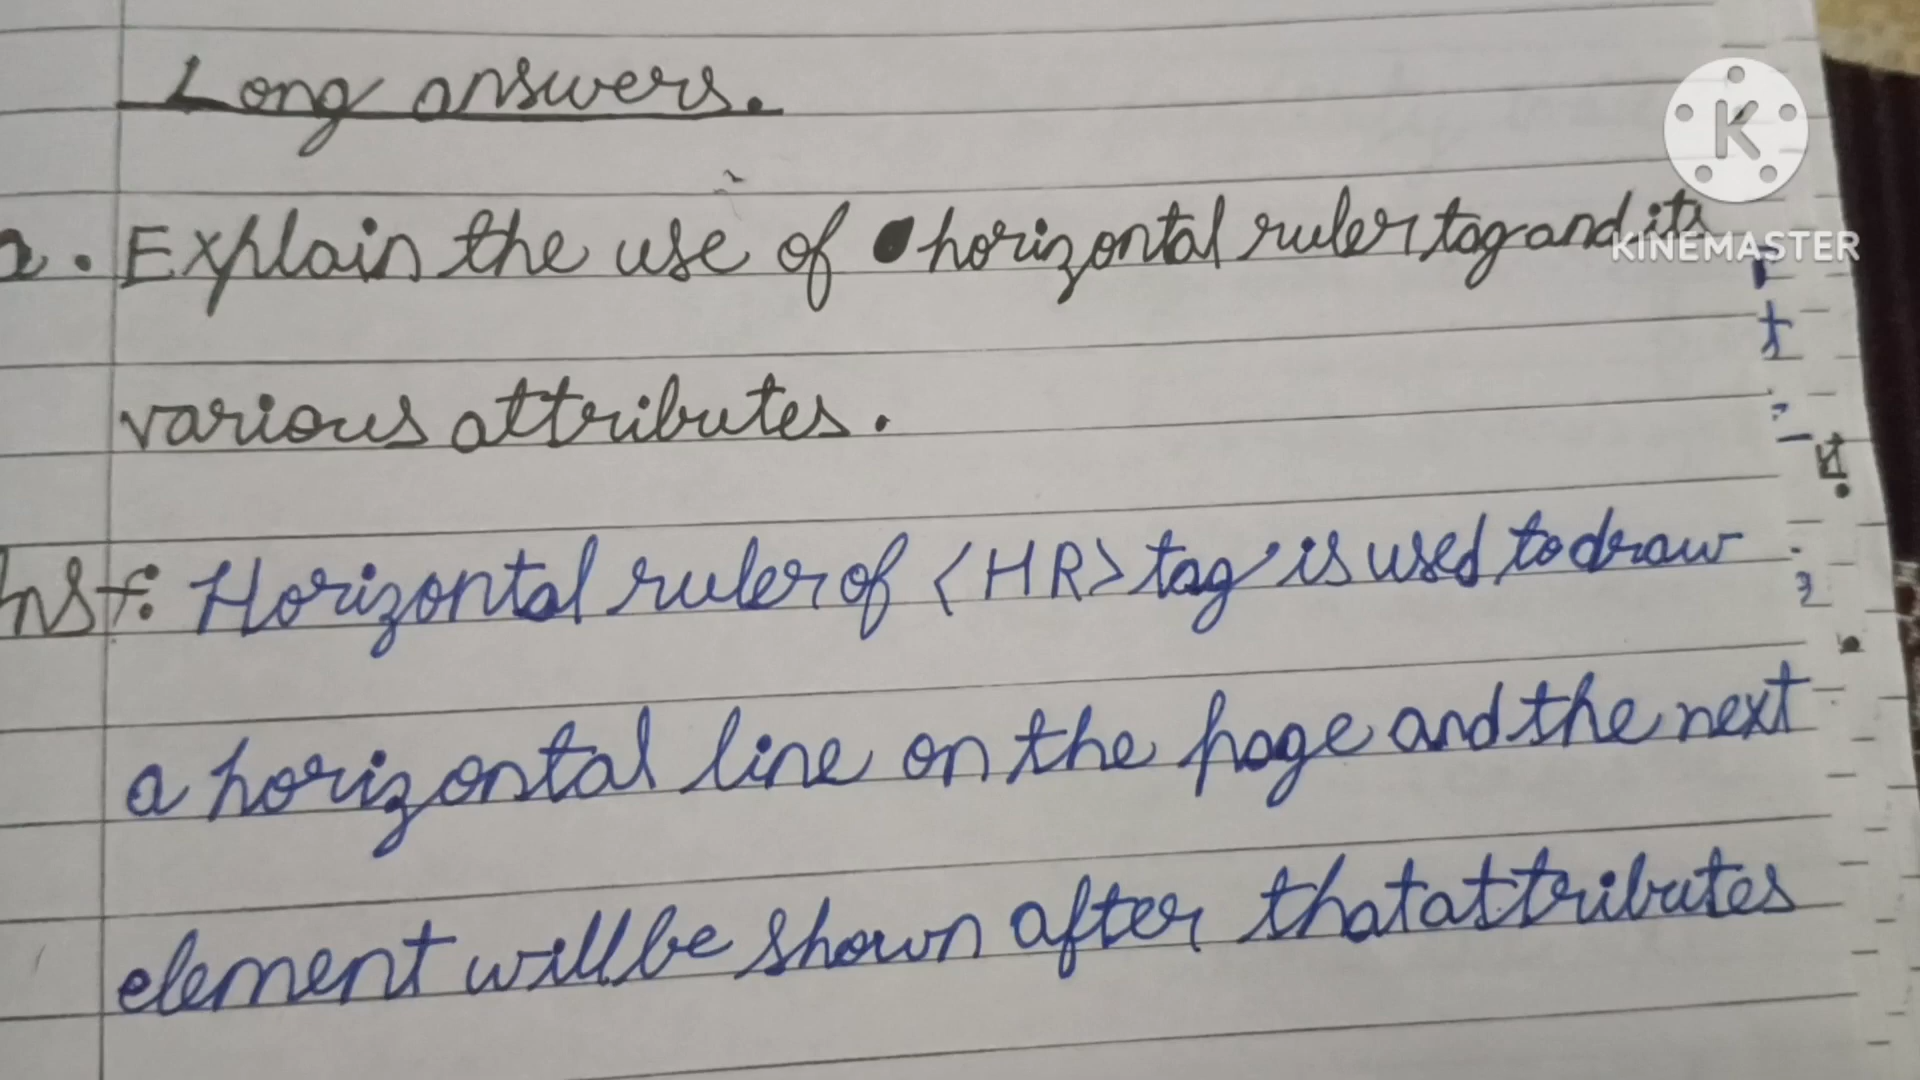 Long answers.
a. Explain the use of horizontal ruler tag and its
various attributes.
Ans:- Horizontal ruler of <HR> tag is used to draw
a horizontal line on the page and the next
element will be shown after that attributes
KINEMASTER